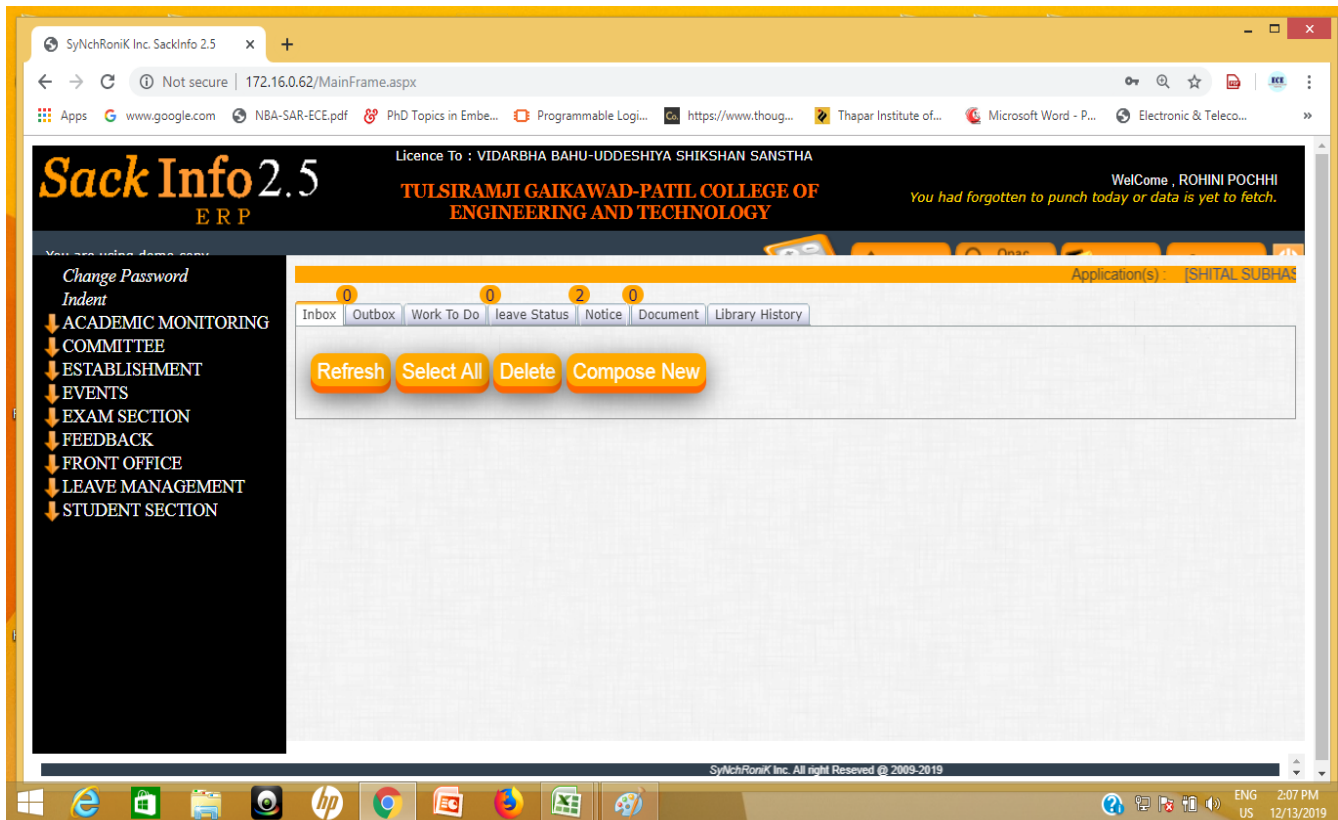 SyNchRoniK Inc. SackInfo 2.5
Not secure | 172.16.0.62/MainFrame.aspx
Apps www.google.com NBA-SAR-ECE.pdf PhD Topics in Embe... Programmable Logi... https://www.thoug... Thapar Institute of... Microsoft Word - P... Electronic & Teleco... »
Sack Info 2.5
ERP
Licence To : VIDARBHA BAHU-UDDESHIYA SHIKSHAN SANSTHA
TULSIRAMJI GAIKAWAD-PATIL COLLEGE OF
ENGINEERING AND TECHNOLOGY
WelCome , ROHINI POCHHI
You had forgotten to punch today or data is yet to fetch.
You are using demo copy
Opac
Application(s) : [SHITAL SUBHAS
Change Password
Indent
ACADEMIC MONITORING
COMMITTEE
ESTABLISHMENT
EVENTS
EXAM SECTION
FEEDBACK
FRONT OFFICE
LEAVE MANAGEMENT
STUDENT SECTION
0 0 2 0
Inbox Outbox Work To Do leave Status Notice Document Library History
Refresh Select All Delete Compose New
SyNchRoniK Inc. All right Reseved @ 2009-2019
ENG 2:07 PM
US 12/13/2019